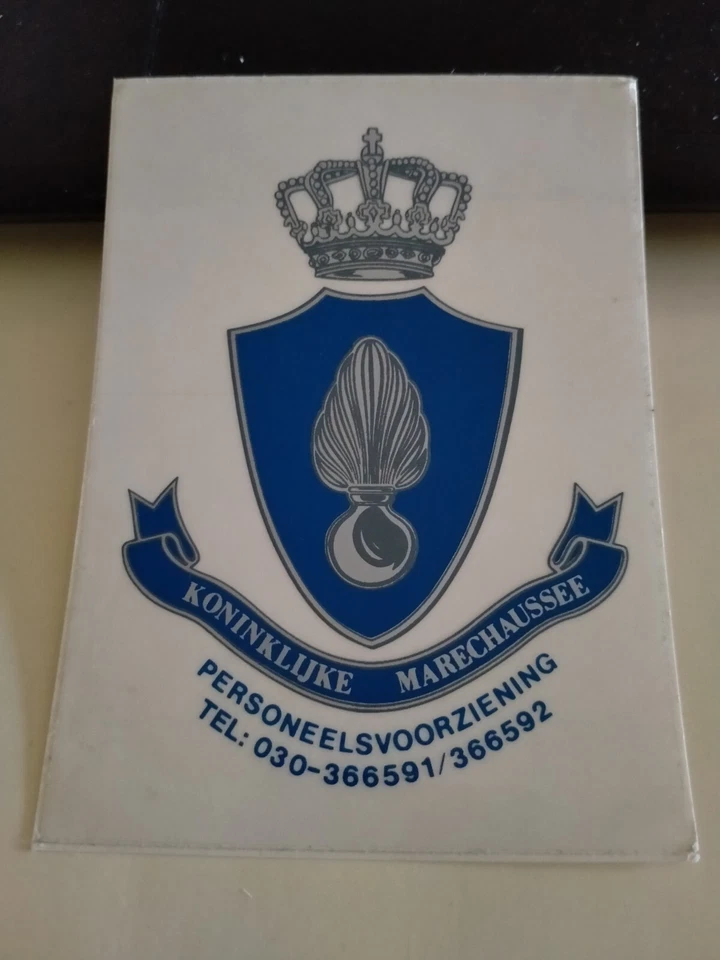 KONINKLIJKE MARECHAUSSEE
PERSONEELSVOORZIENING
TEL: 030-366591/366592